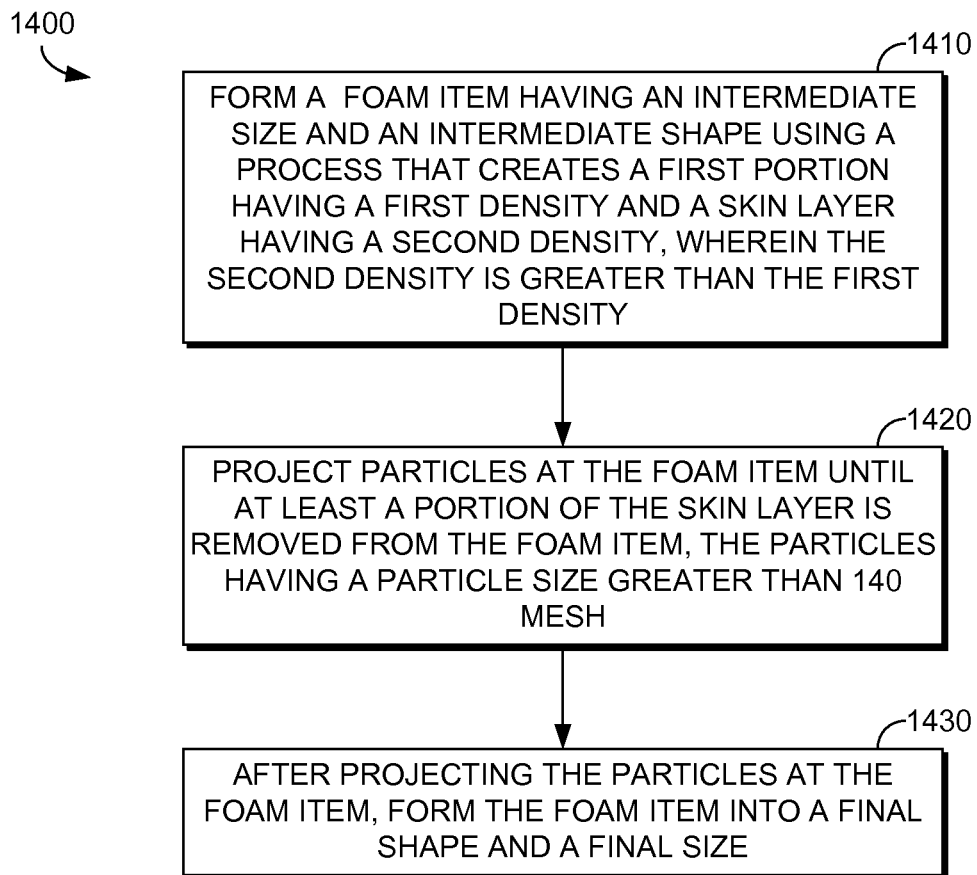 1400
1410
FORM A FOAM ITEM HAVING AN INTERMEDIATE
SIZE AND AN INTERMEDIATE SHAPE USING A
PROCESS THAT CREATES A FIRST PORTION
HAVING A FIRST DENSITY AND A SKIN LAYER
HAVING A SECOND DENSITY, WHEREIN THE
SECOND DENSITY IS GREATER THAN THE FIRST
DENSITY
1420
PROJECT PARTICLES AT THE FOAM ITEM UNTIL
AT LEAST A PORTION OF THE SKIN LAYER IS
REMOVED FROM THE FOAM ITEM, THE PARTICLES
HAVING A PARTICLE SIZE GREATER THAN 140
MESH
1430
AFTER PROJECTING THE PARTICLES AT THE
FOAM ITEM, FORM THE FOAM ITEM INTO A FINAL
SHAPE AND A FINAL SIZE